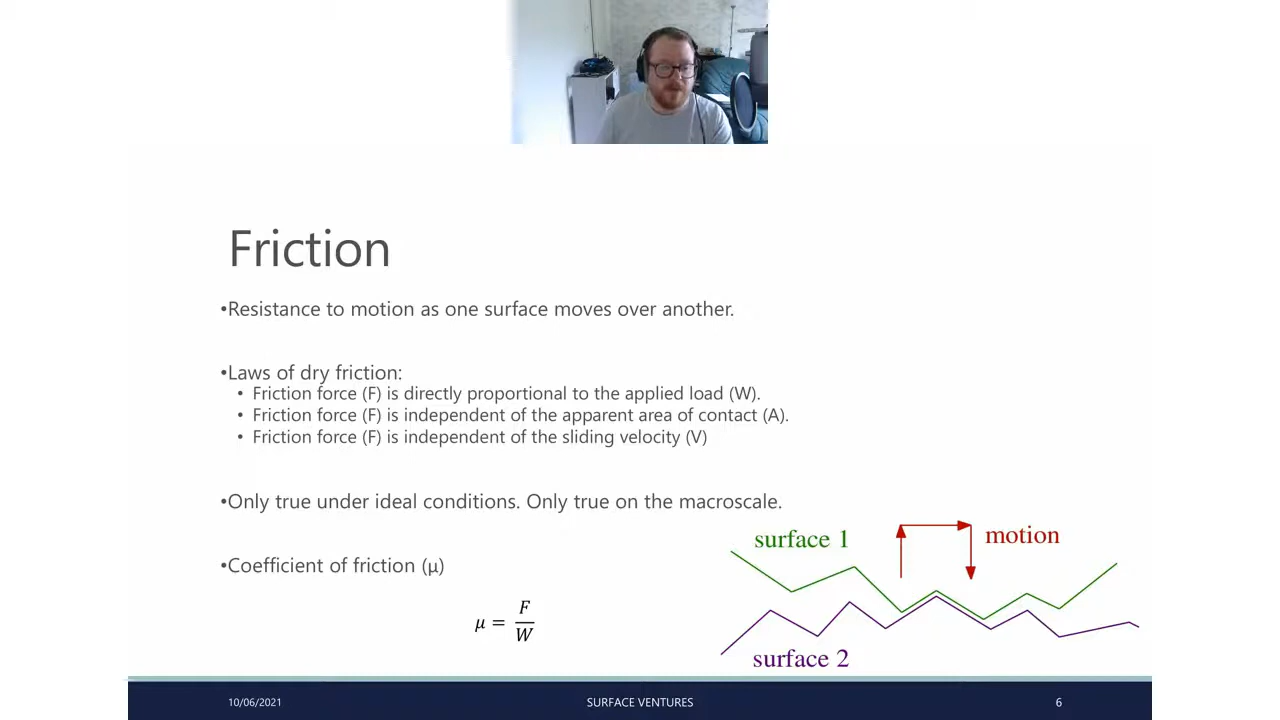 Friction
•Resistance to motion as one surface moves over another.
•Laws of dry friction:
• Friction force (F) is directly proportional to the applied load (W).
• Friction force (F) is independent of the apparent area of contact (A).
• Friction force (F) is independent of the sliding velocity (V)
•Only true under ideal conditions. Only true on the macroscale.
•Coefficient of friction (μ)
μ = F/W
surface 1
motion
surface 2
10/06/2021
SURFACE VENTURES
6